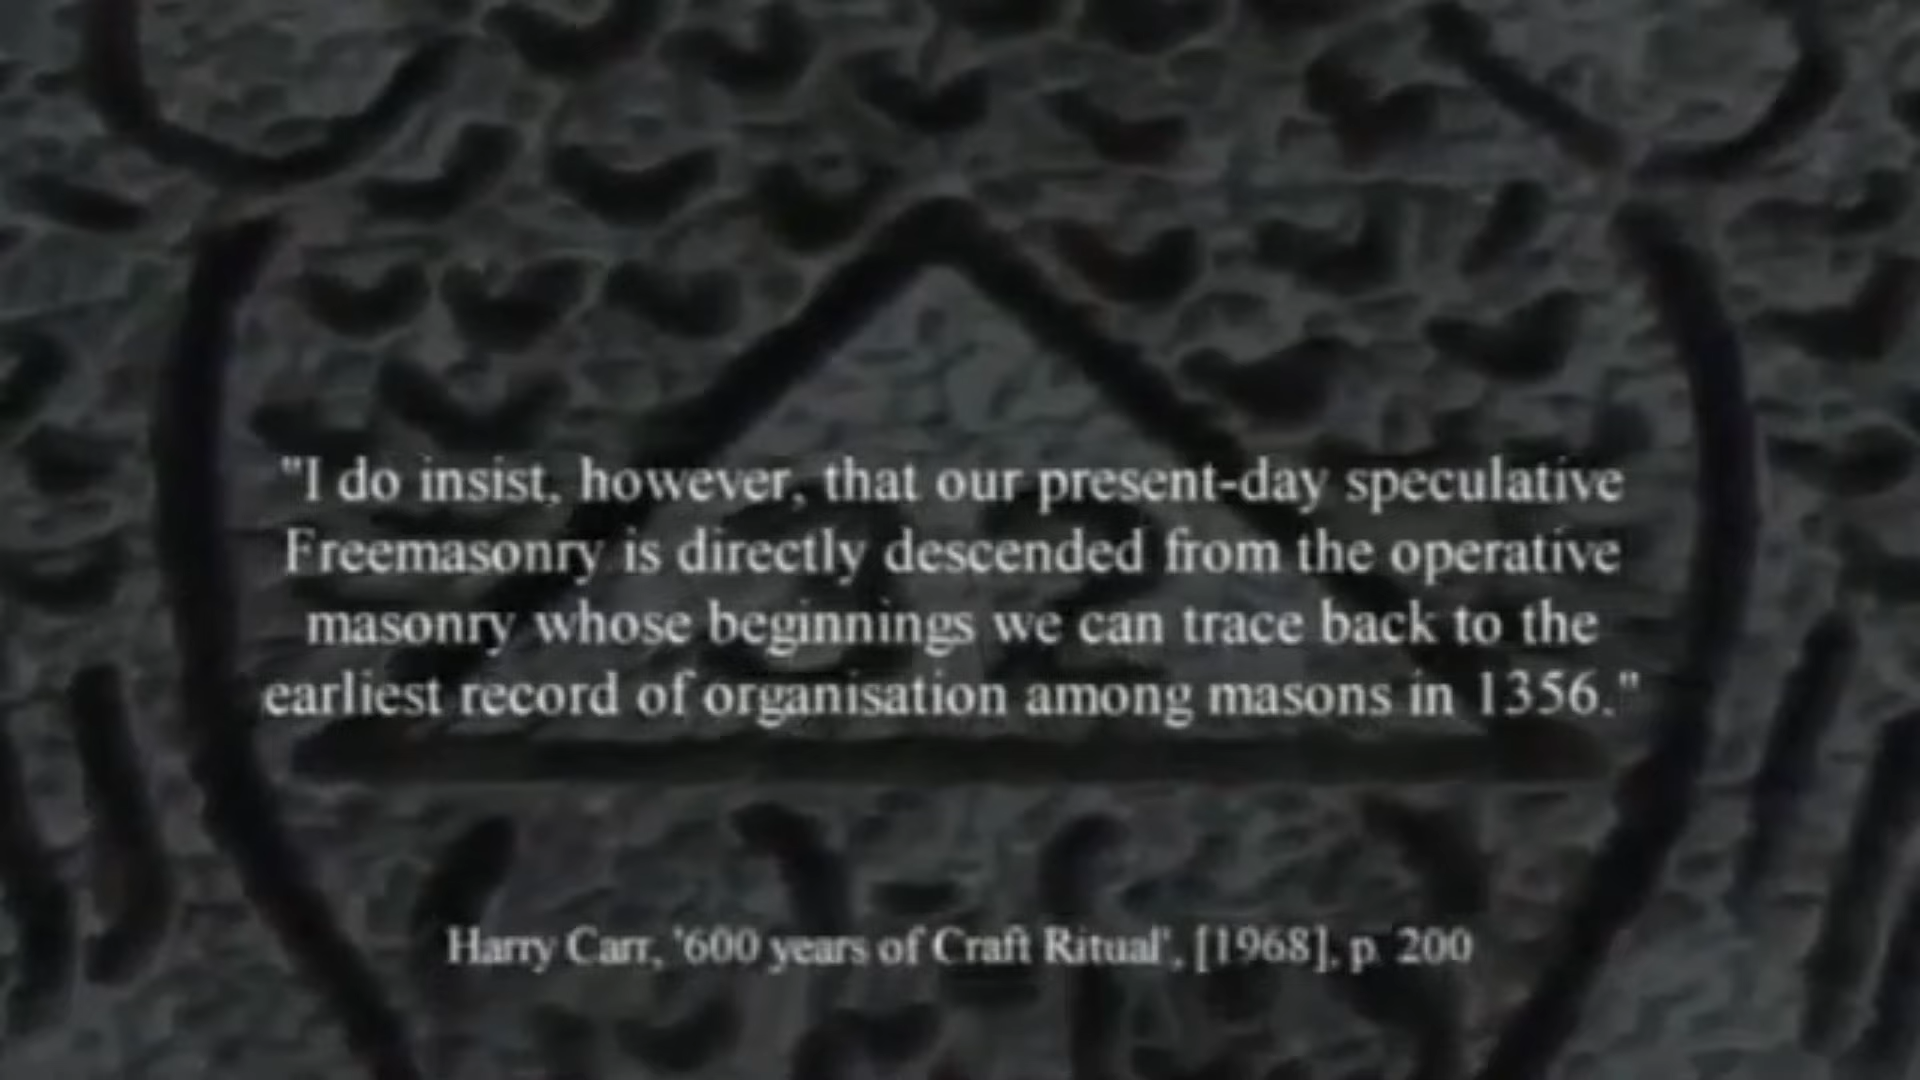 "I do insist, however, that our present-day speculative
Freemasonry is directly descended from the operative
masonry whose beginnings we can trace back to the
earliest record of organisation among masons in 1356."
32
Harry Carr, '600 years of Craft Ritual', [1968], p. 200